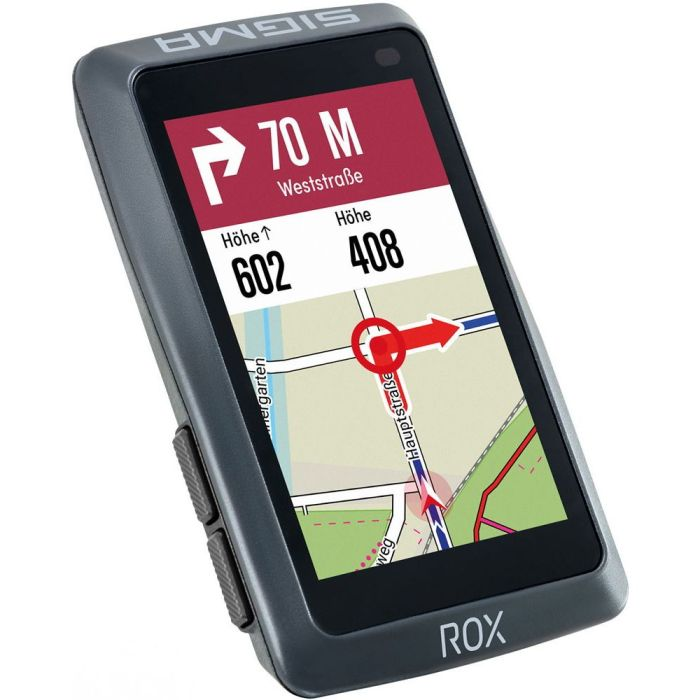 SIGMA
70 M
Weststraße
Höhe↑
Höhe
602
408
Hauptstraße
ROX